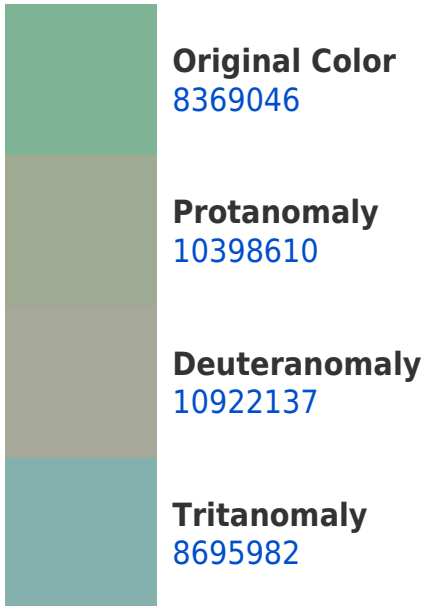 Original Color
8369046
Protanomaly
10398610
Deuteranomaly
10922137
Tritanomaly
8695982